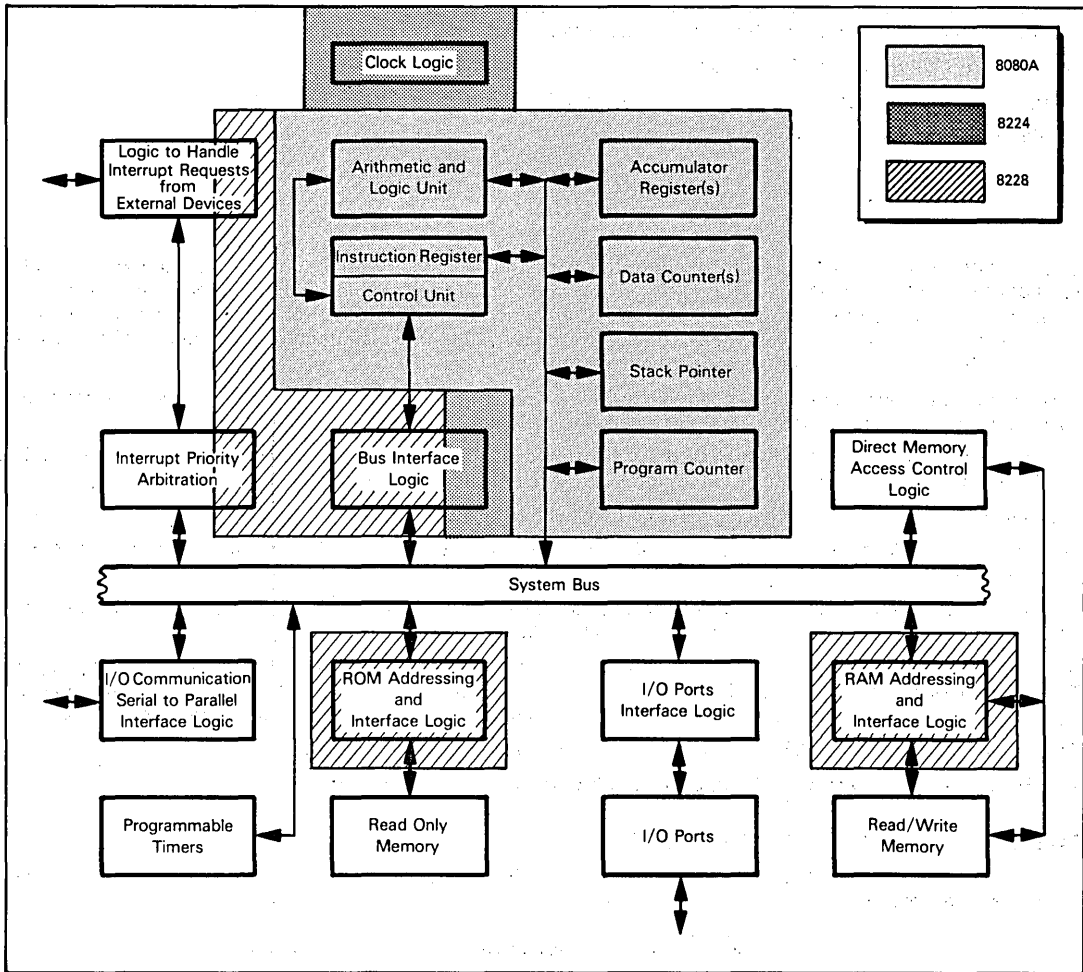 Clock Logic
8080A
8224
8228
Logic to Handle
Interrupt Requests
from
External Devices
Arithmetic and
Logic Unit
Accumulator
Register(s)
Instruction Register
Control Unit
Data Counter(s)
Stack Pointer
Interrupt Priority
Arbitration
Bus Interface
Logic
Program Counter
Direct Memory
Access Control
Logic
System Bus
I/O Communication
Serial to Parallel
Interface Logic
ROM Addressing
and
Interface Logic
I/O Ports
Interface Logic
RAM Addressing
and
Interface Logic
Programmable
Timers
Read Only
Memory
I/O Ports
Read/Write
Memory